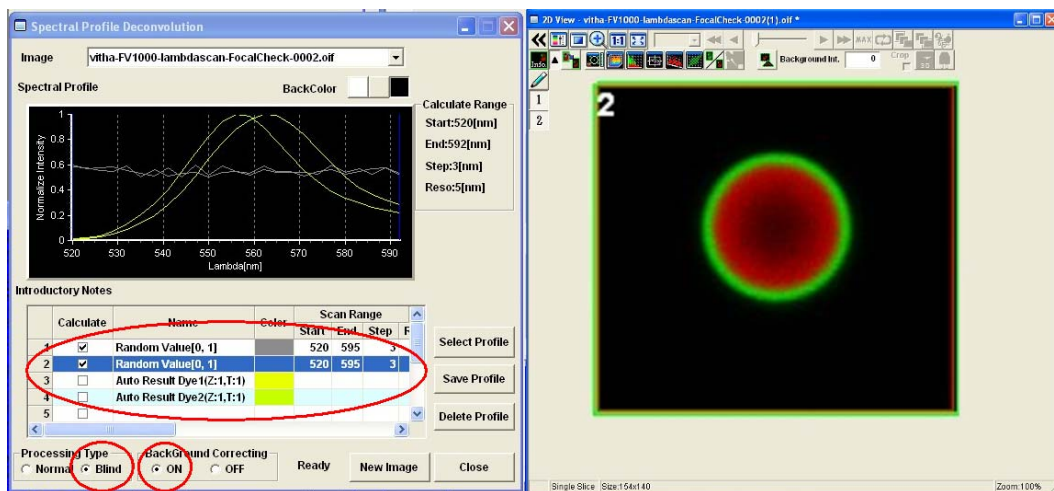 Spectral Profile Deconvolution
Image vitha-FV1000-lambdascan-FocalCheck-0002.oif
Spectral Profile BackColor
Calculate Range
Start:520[nm]
End:592[nm]
Step:3[nm]
Reso:5[nm]
Normalize Intensity
1
0.8
0.6
0.4
0.2
0
520 530 540 550 560 570 580 590
Lambda[nm]
Introductory Notes
Calculate Name Color Scan Range
Start End Step F
1 Random Value[0, 1] 520 595 3
2 Random Value[0, 1] 520 595 3
3 Auto Result Dye1(Z:1,T:1)
4 Auto Result Dye2(Z:1,T:1)
5
Select Profile
Save Profile
Delete Profile
Processing Type BackGround Correcting
Normal Blind ON OFF Ready New Image Close
2D View - vitha-FV1000-lambdascan-FocalCheck-0002(1).oif *
1:1
MAX
Info. Background Int. 0 Crop
1
2
2
Single Slice Size:154x140 Zoom:100%